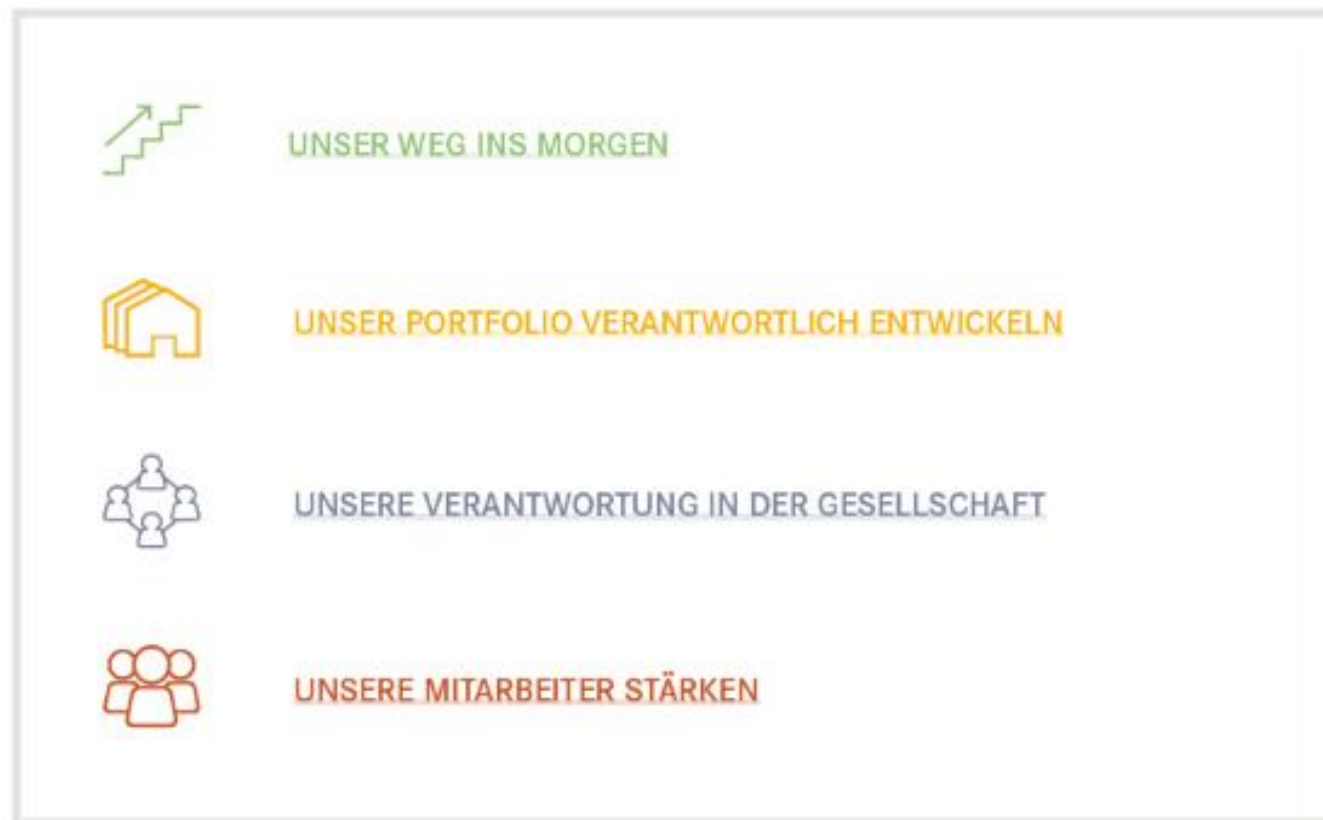 UNSER WEG INS MORGEN
UNSER PORTFOLIO VERANTWORTLICH ENTWICKELN
UNSERE VERANTWORTUNG IN DER GESELLSCHAFT
UNSERE MITARBEITER STÄRKEN